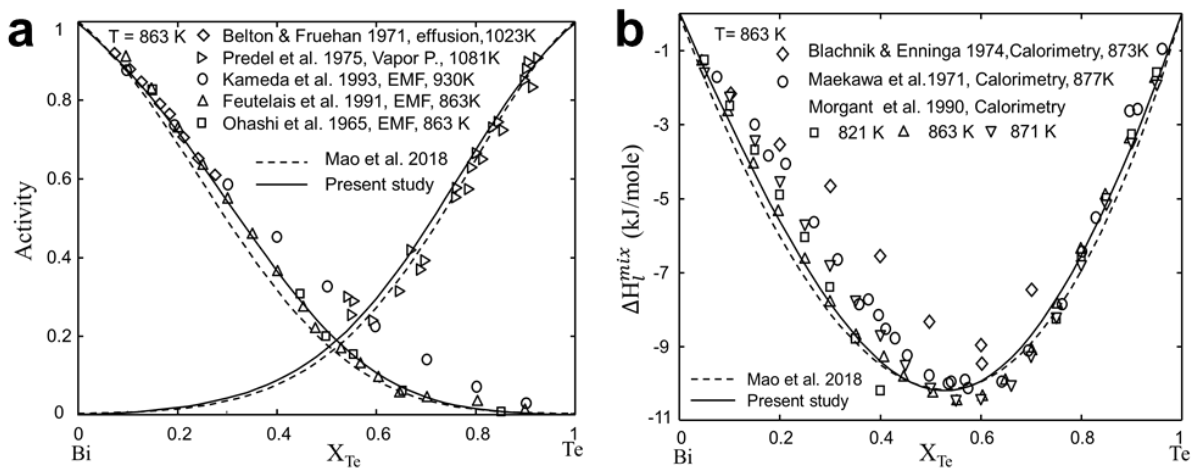 a
T = 863 K
Belton & Fruehan 1971, effusion,1023K
Predel et al. 1975, Vapor P., 1081K
Kameda et al. 1993, EMF, 930K
Feutelais et al. 1991, EMF, 863K
Ohashi et al. 1965, EMF, 863 K
Mao et al. 2018
Present study
Activity
1
0.8
0.6
0.4
0.2
0
0 0.2 0.4 0.6 0.8 1
Bi X_Te Te
b
T= 863 K
Blachnik & Enninga 1974,Calorimetry, 873K
Maekawa et al.1971, Calorimetry, 877K
Morgant et al. 1990, Calorimetry
821 K 863 K 871 K
Mao et al. 2018
Present study
ΔH_l^mix (kJ/mole)
-1
-3
-5
-7
-9
-11
0 0.2 0.4 0.6 0.8 1
Bi X_Te Te